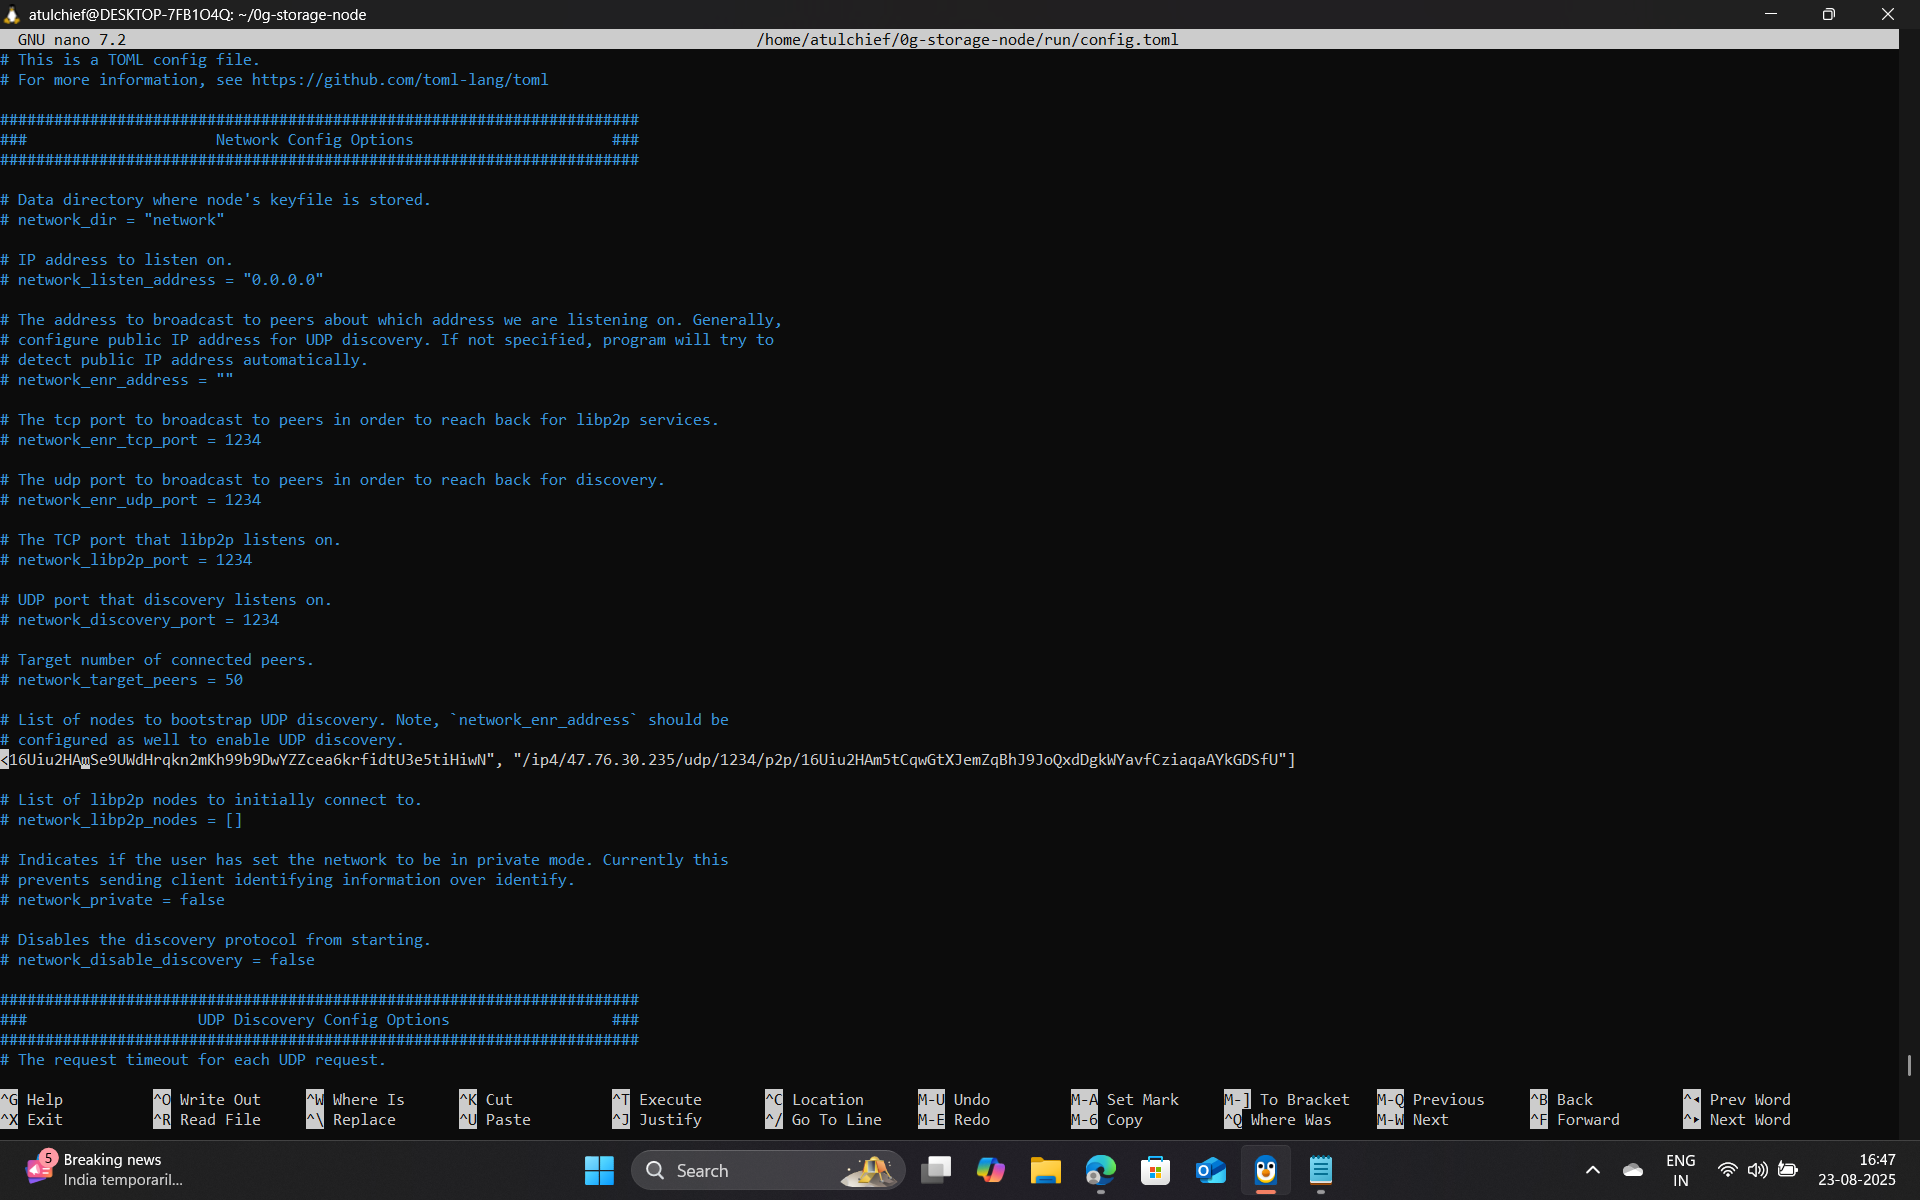 atulchief@DESKTOP-7FB1O4Q: ~/0g-storage-node
GNU nano 7.2 /home/atulchief/0g-storage-node/run/config.toml
# This is a TOML config file.
# For more information, see https://github.com/toml-lang/toml
#######################################################################
### Network Config Options ###
#######################################################################
# Data directory where node's keyfile is stored.
# network_dir = "network"
# IP address to listen on.
# network_listen_address = "0.0.0.0"
# The address to broadcast to peers about which address we are listening on. Generally,
# configure public IP address for UDP discovery. If not specified, program will try to
# detect public IP address automatically.
# network_enr_address = ""
# The tcp port to broadcast to peers in order to reach back for libp2p services.
# network_enr_tcp_port = 1234
# The udp port to broadcast to peers in order to reach back for discovery.
# network_enr_udp_port = 1234
# The TCP port that libp2p listens on.
# network_libp2p_port = 1234
# UDP port that discovery listens on.
# network_discovery_port = 1234
# Target number of connected peers.
# network_target_peers = 50
# List of nodes to bootstrap UDP discovery. Note, `network_enr_address` should be
# configured as well to enable UDP discovery.
<16Uiu2HAmSe9UWdHrqkn2mKh99b9DwYZZcea6krfidtU3e5tiHiwN", "/ip4/47.76.30.235/udp/1234/p2p/16Uiu2HAm5tCqwGtXJemZqBhJ9JoQxdDgkWYavfCziaqaAYkGDSfU"]
# List of libp2p nodes to initially connect to.
# network_libp2p_nodes = []
# Indicates if the user has set the network to be in private mode. Currently this
# prevents sending client identifying information over identify.
# network_private = false
# Disables the discovery protocol from starting.
# network_disable_discovery = false
#######################################################################
### UDP Discovery Config Options ###
#######################################################################
# The request timeout for each UDP request.
^G Help ^O Write Out ^W Where Is ^K Cut ^T Execute ^C Location M-U Undo M-A Set Mark M-] To Bracket M-Q Previous ^B Back ^◂ Prev Word
^X Exit ^R Read File ^\ Replace ^U Paste ^J Justify ^/ Go To Line M-E Redo M-6 Copy ^Q Where Was M-W Next ^F Forward ^▸ Next Word
5
Breaking news
India temporaril...
Search
ENG
IN
16:47
23-08-2025